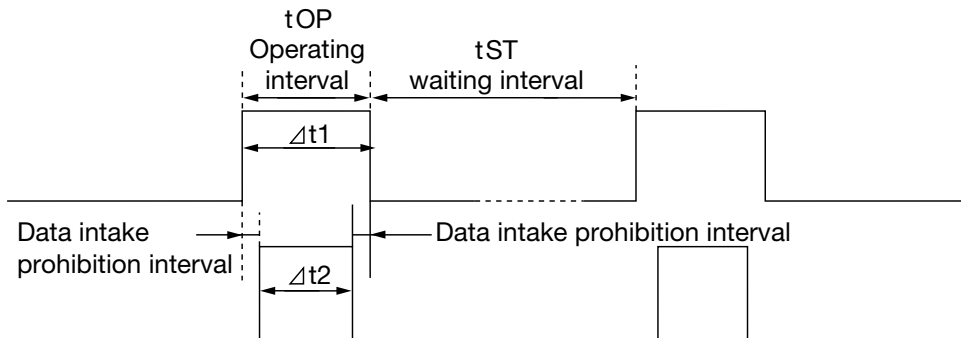 tOP
Operating
interval
tST
waiting interval
⊿t1
Data intake
prohibition interval
Data intake prohibition interval
⊿t2